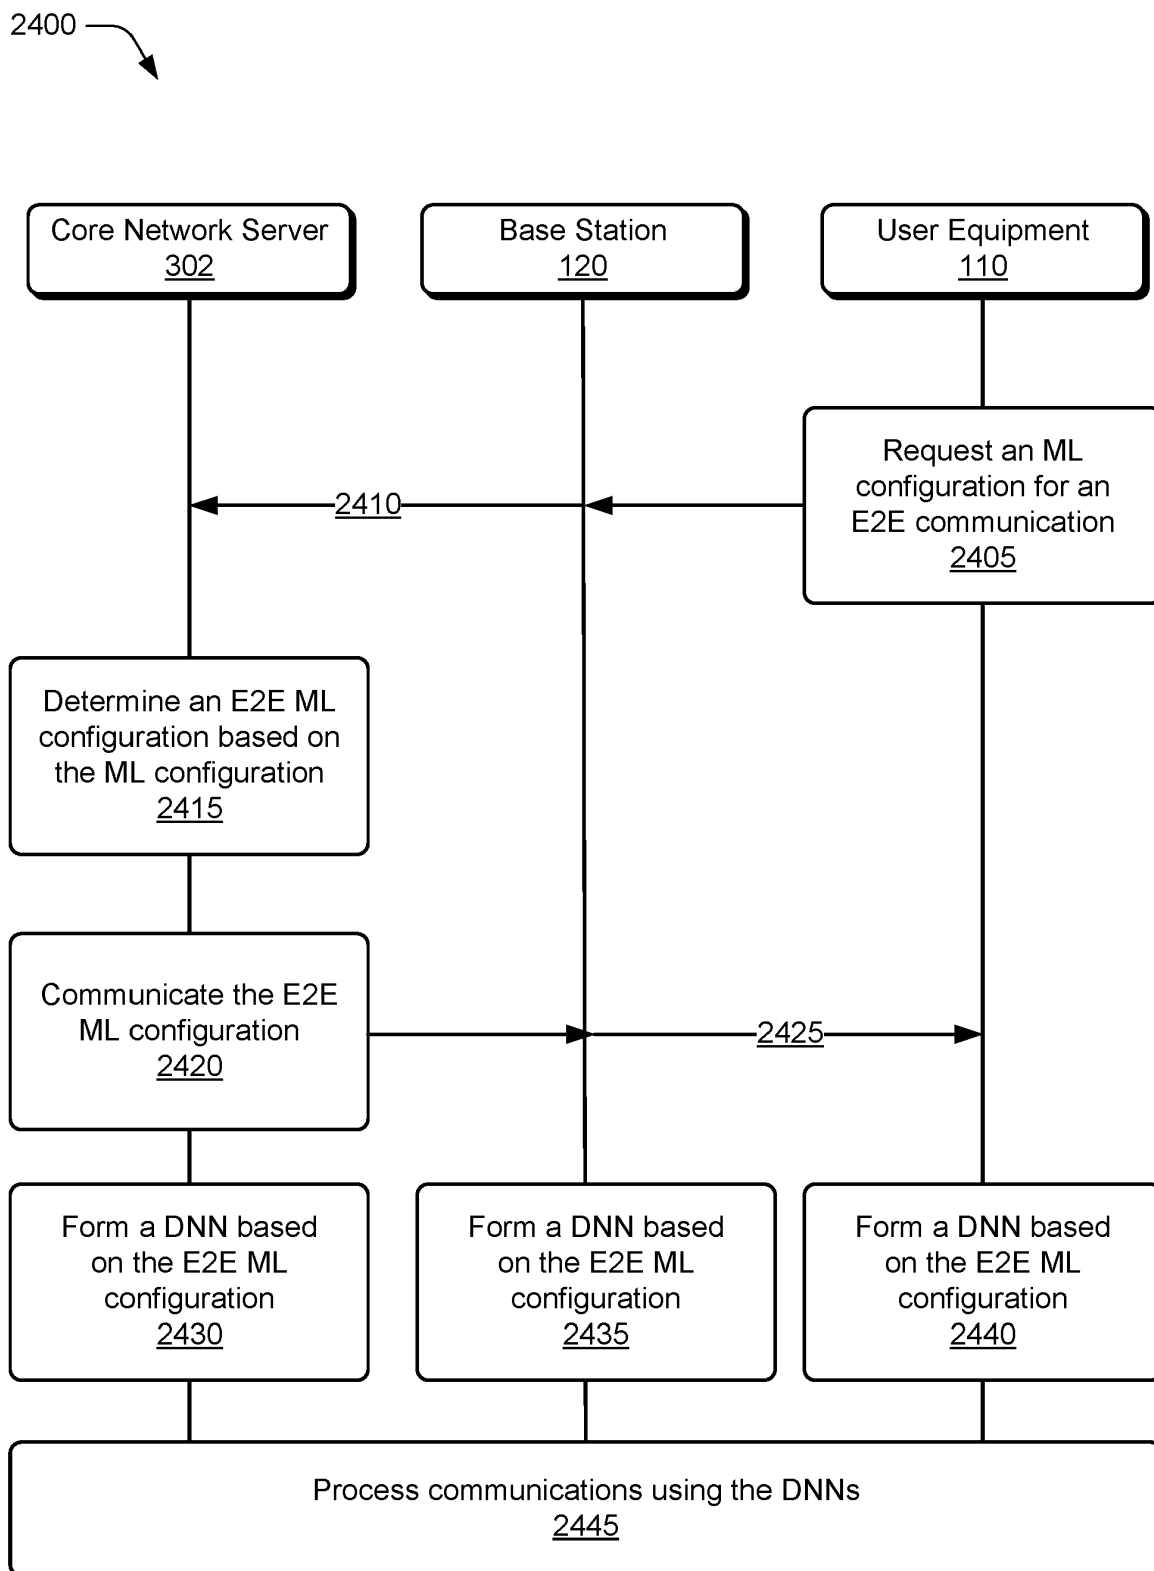 2400
Core Network Server
302
Base Station
120
User Equipment
110
Request an ML
configuration for an
E2E communication
2405
2410
Determine an E2E ML
configuration based on
the ML configuration
2415
Communicate the E2E
ML configuration
2420
2425
Form a DNN based
on the E2E ML
configuration
2430
Form a DNN based
on the E2E ML
configuration
2435
Form a DNN based
on the E2E ML
configuration
2440
Process communications using the DNNs
2445